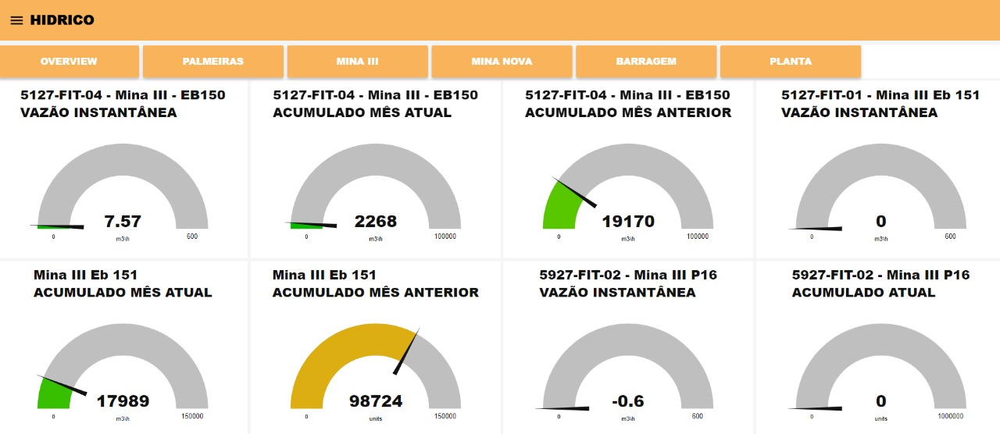 HIDRICO
OVERVIEW
PALMEIRAS
MINA III
MINA NOVA
BARRAGEM
PLANTA
5127-FIT-04 - Mina III - EB150
VAZÃO INSTANTÂNEA
7.57
0
m3\h
600
5127-FIT-04 - Mina III - EB150
ACUMULADO MÊS ATUAL
2268
0
m3\h
100000
5127-FIT-04 - Mina III - EB150
ACUMULADO MÊS ANTERIOR
19170
0
m3\h
100000
5127-FIT-01 - Mina III Eb 151
VAZÃO INSTANTÂNEA
0
0
m3\h
600
Mina III Eb 151
ACUMULADO MÊS ATUAL
17989
0
m3\h
150000
Mina III Eb 151
ACUMULADO MÊS ANTERIOR
98724
0
units
150000
5927-FIT-02 - Mina III P16
VAZÃO INSTANTÂNEA
-0.6
0
m3\h
600
5927-FIT-02 - Mina III P16
ACUMULADO ATUAL
0
0
units
1000000